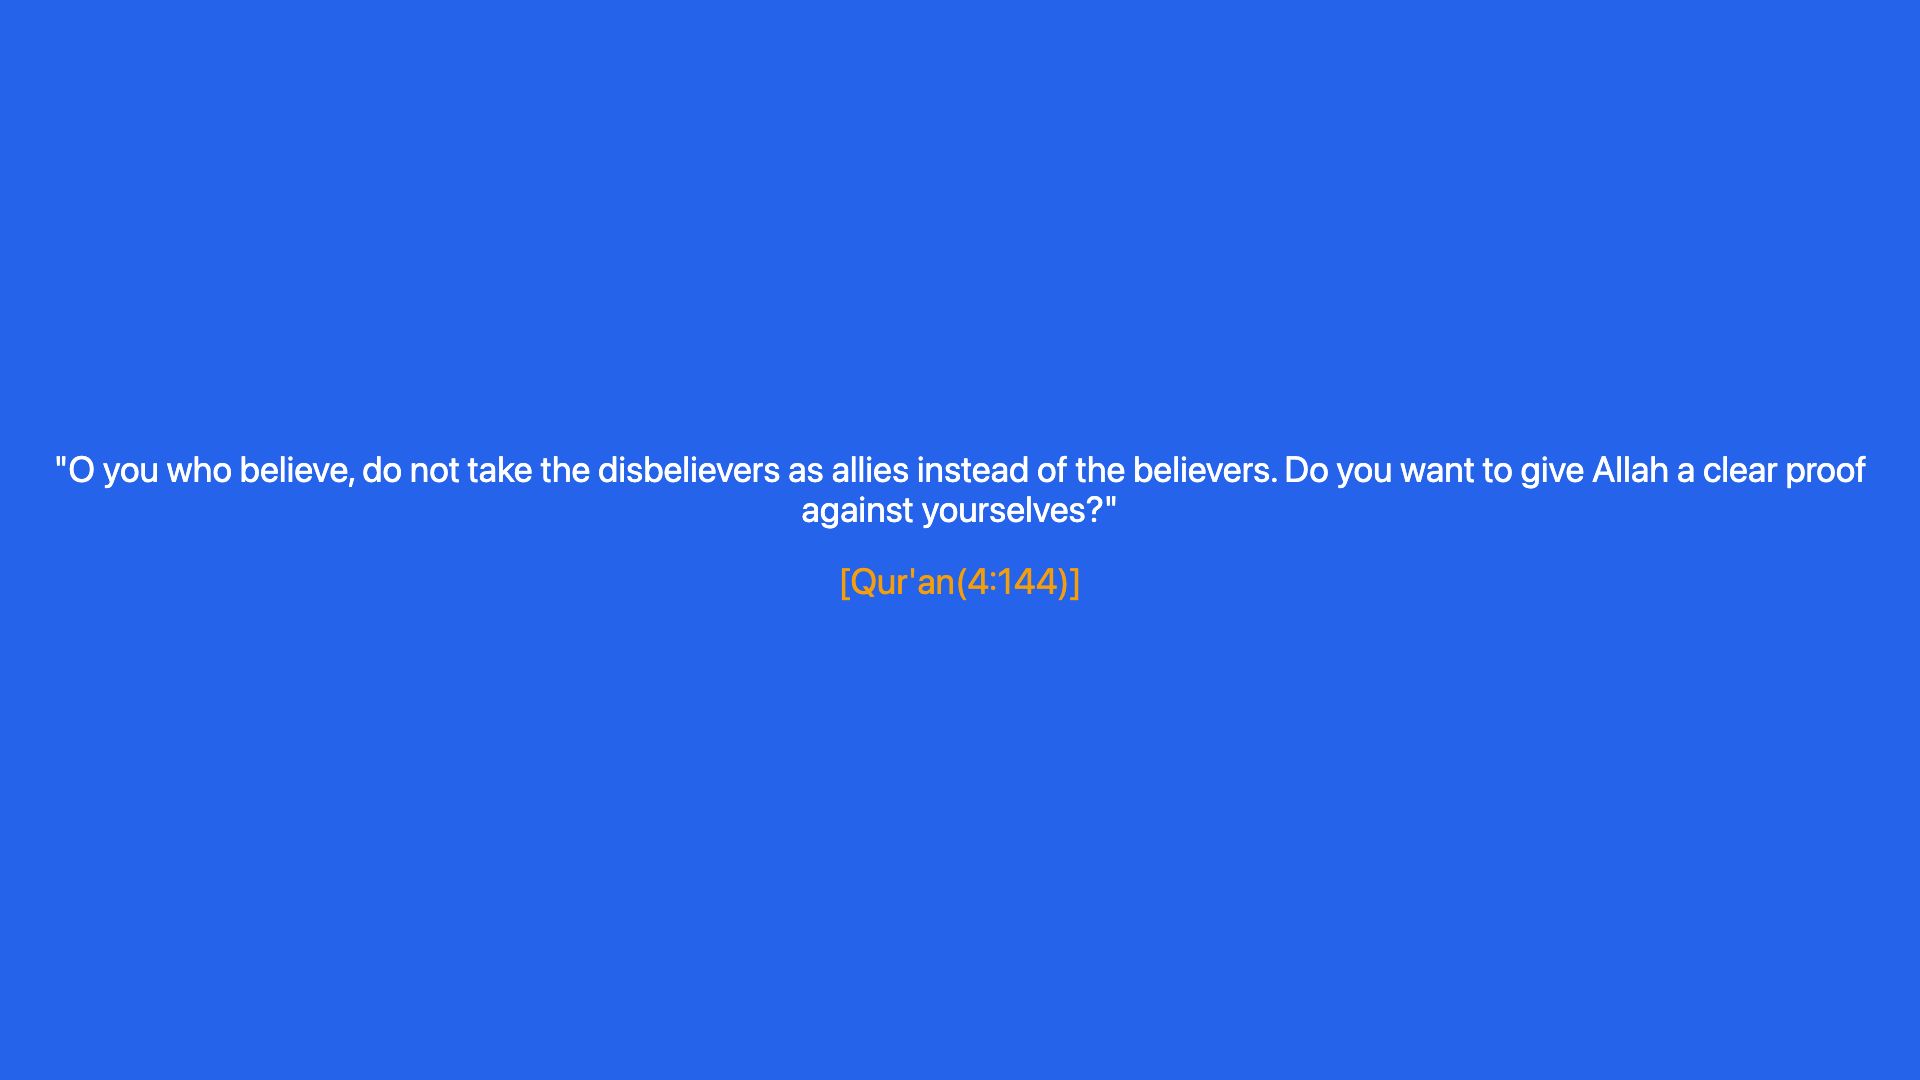 "O you who believe, do not take the disbelievers as allies instead of the believers. Do you want to give Allah a clear proof
against yourselves?"
[Qur'an(4:144)]